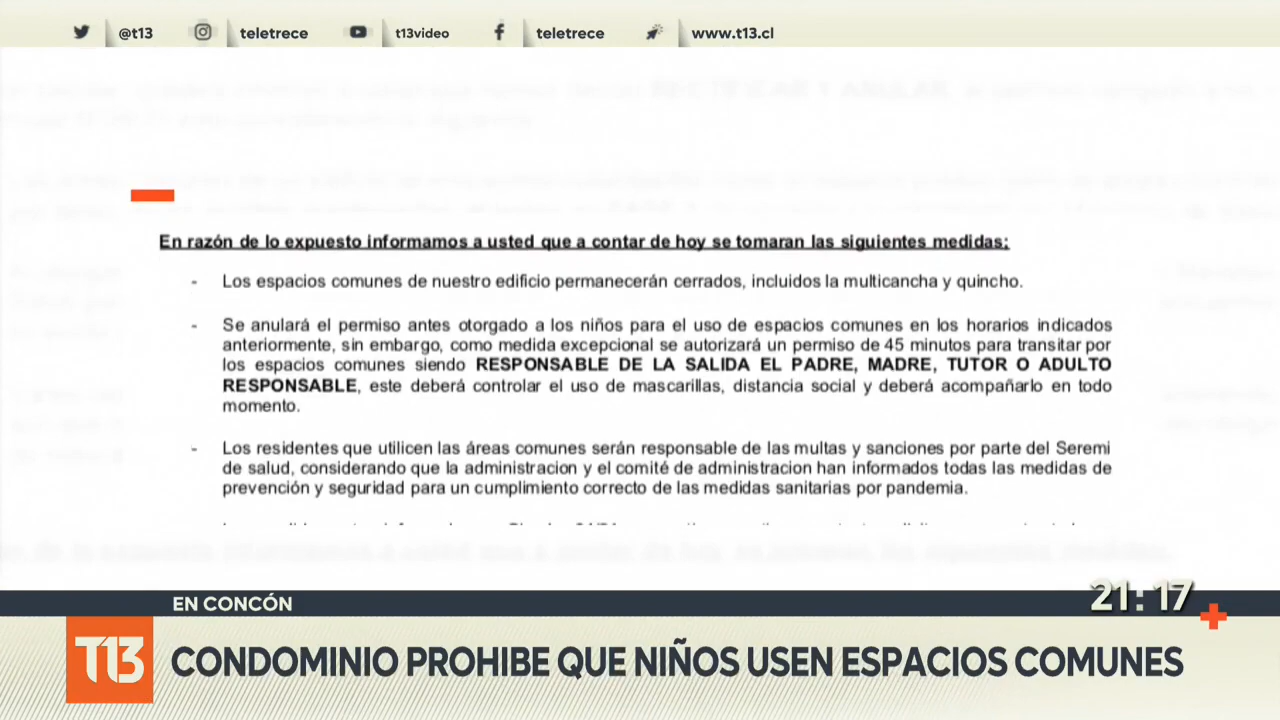 @t13 teletrece t13video teletrece www.t13.cl
RECTIFICAR Y ANULAR
En razón de lo expuesto informamos a usted que a contar de hoy se tomaran las siguientes medidas:
- Los espacios comunes de nuestro edificio permanecerán cerrados, incluidos la multicancha y quincho.
- Se anulará el permiso antes otorgado a los niños para el uso de espacios comunes en los horarios indicados
anteriormente, sin embargo, como medida excepcional se autorizará un permiso de 45 minutos para transitar por
los espacios comunes siendo RESPONSABLE DE LA SALIDA EL PADRE, MADRE, TUTOR O ADULTO
RESPONSABLE, este deberá controlar el uso de mascarillas, distancia social y deberá acompañarlo en todo
momento.
- Los residentes que utilicen las áreas comunes serán responsable de las multas y sanciones por parte del Seremi
de salud, considerando que la administracion y el comité de administracion han informados todas las medidas de
prevención y seguridad para un cumplimiento correcto de las medidas sanitarias por pandemia.
EN CONCÓN
21:17
T13
CONDOMINIO PROHIBE QUE NIÑOS USEN ESPACIOS COMUNES